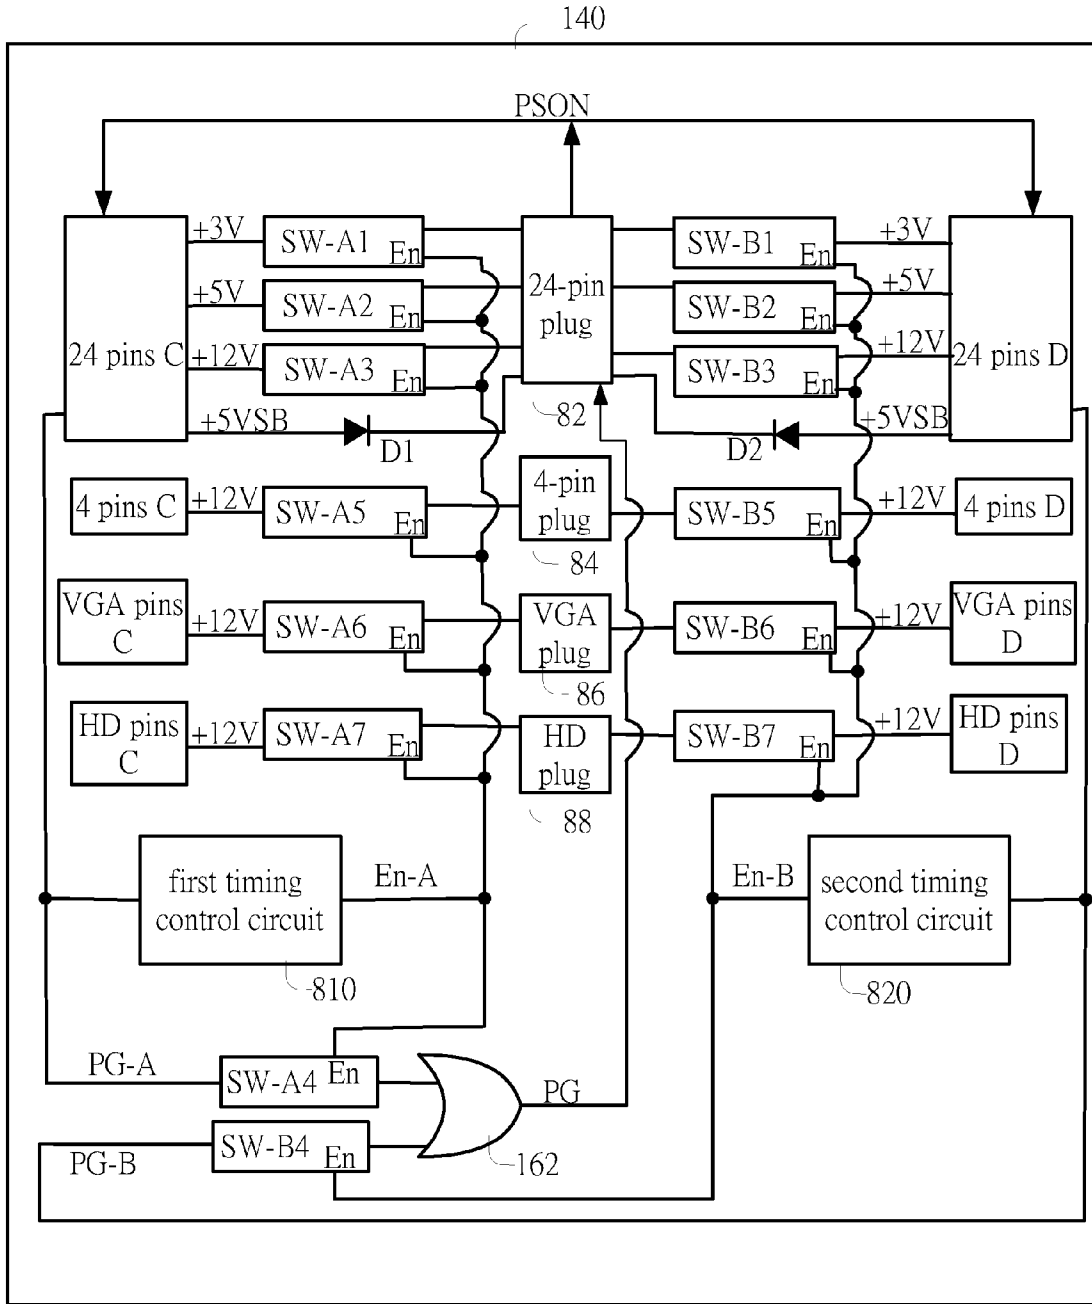 140
PSON
24 pins C
+3V
SW-A1
En
+5V
SW-A2
En
+12V
SW-A3
En
+5VSB
D1
24-pin
plug
82
SW-B1
En
+3V
SW-B2
En
+5V
SW-B3
En
+12V
D2
+5VSB
24 pins D
4 pins C
+12V
SW-A5
En
4-pin
plug
84
SW-B5
En
+12V
4 pins D
VGA pins
C
+12V
SW-A6
En
VGA
plug
86
SW-B6
En
+12V
VGA pins
D
HD pins
C
+12V
SW-A7
En
HD
plug
88
SW-B7
En
+12V
HD pins
D
first timing
control circuit
810
En-A
En-B
second timing
control circuit
820
PG-A
SW-A4
En
PG
162
PG-B
SW-B4
En